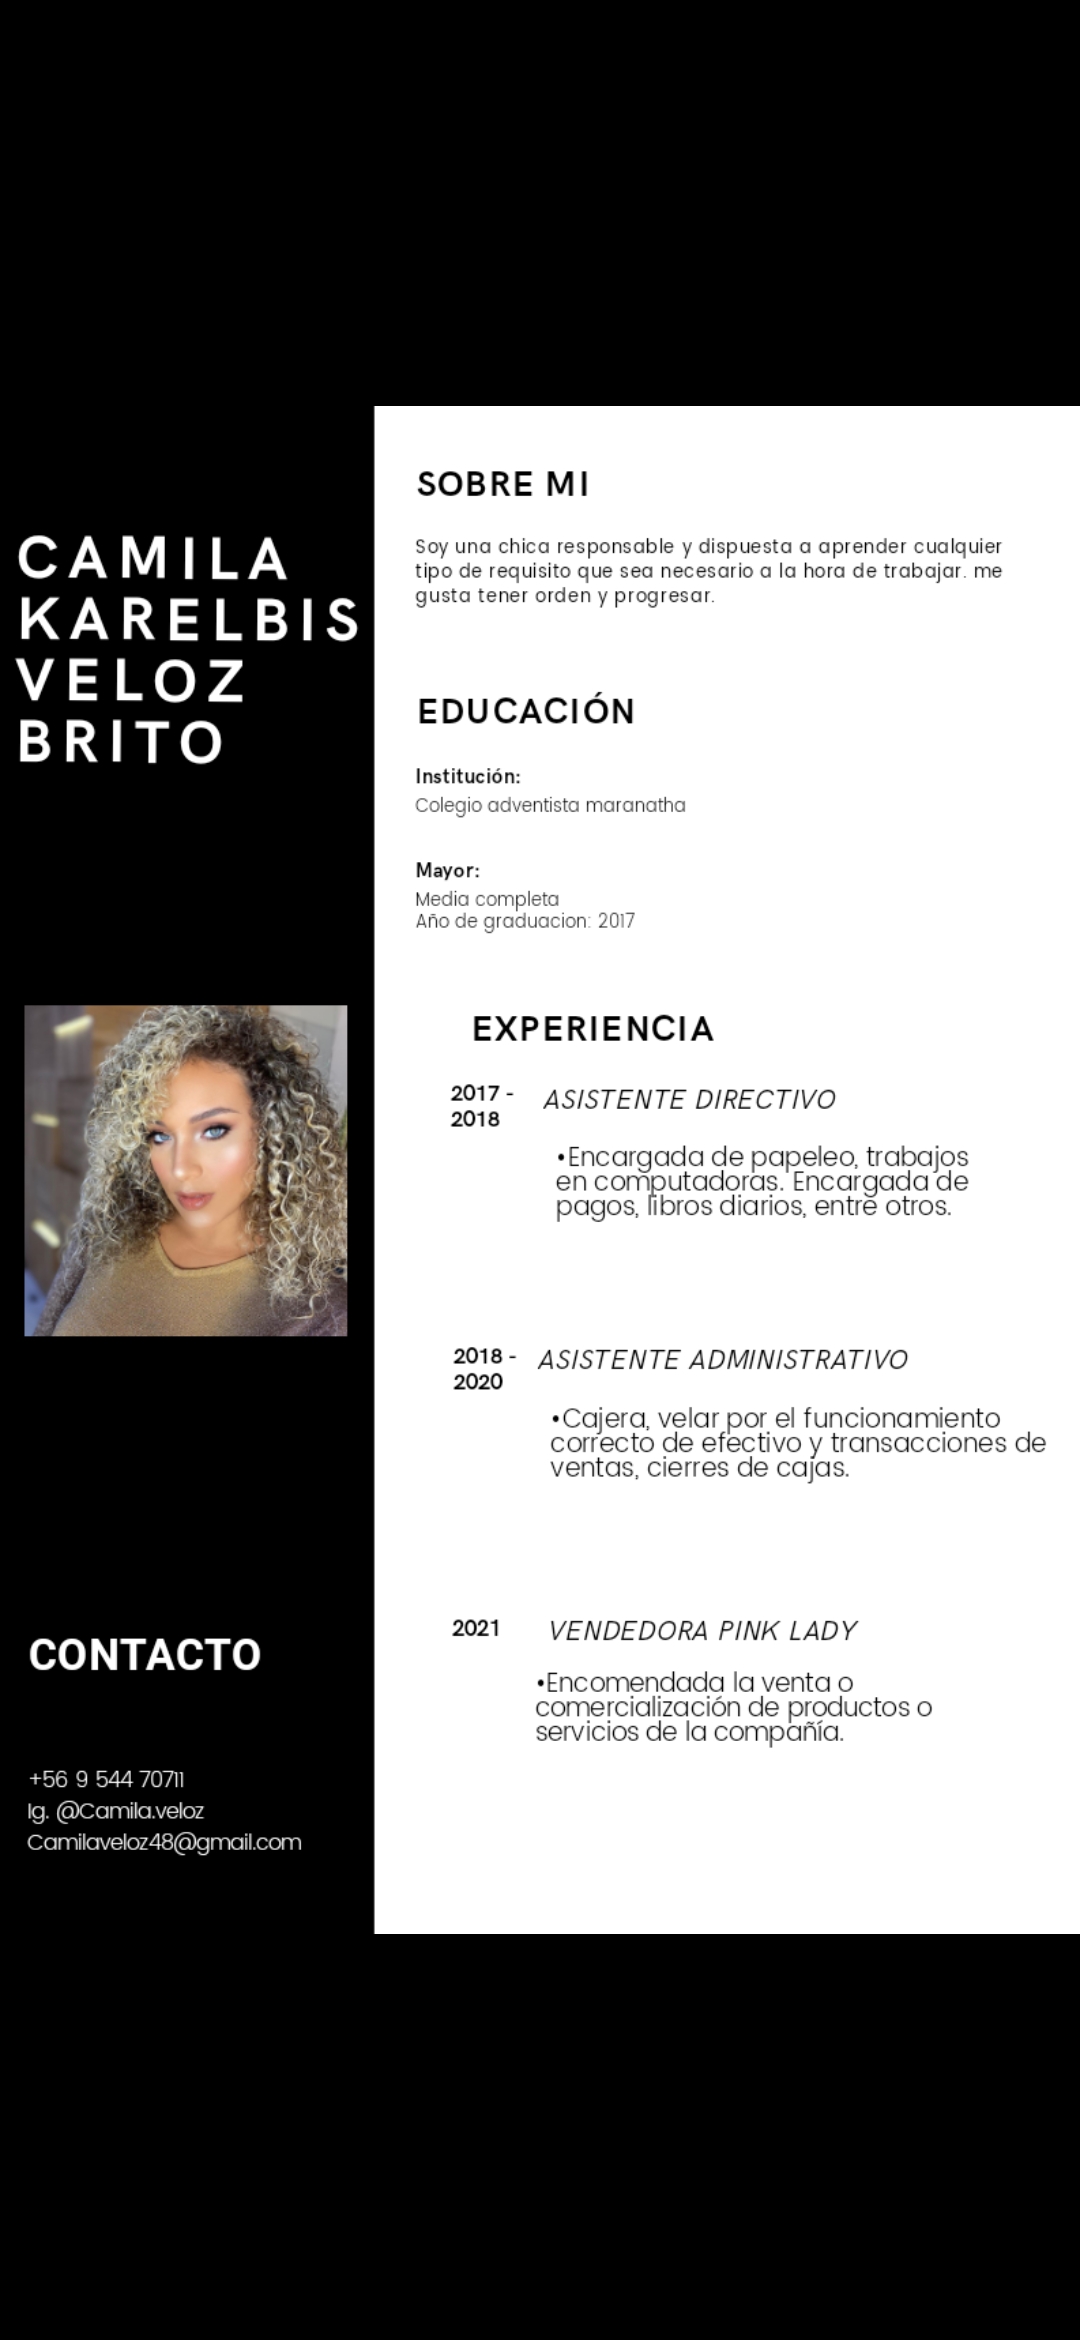 CAMILA
KARELBIS
VELOZ
BRITO
CONTACTO
+56 9 544 70711
Ig. @Camila.veloz
Camilaveloz48@gmail.com
SOBRE MI
Soy una chica responsable y dispuesta a aprender cualquier
tipo de requisito que sea necesario a la hora de trabajar. me
gusta tener orden y progresar.
EDUCACIÓN
Institución:
Colegio adventista maranatha
Mayor:
Media completa
Año de graduacion: 2017
EXPERIENCIA
2017 -
2018
ASISTENTE DIRECTIVO
•Encargada de papeleo, trabajos
en computadoras. Encargada de
pagos, libros diarios, entre otros.
2018 -
2020
ASISTENTE ADMINISTRATIVO
•Cajera, velar por el funcionamiento
correcto de efectivo y transacciones de
ventas, cierres de cajas.
2021
VENDEDORA PINK LADY
•Encomendada la venta o
comercialización de productos o
servicios de la compañía.